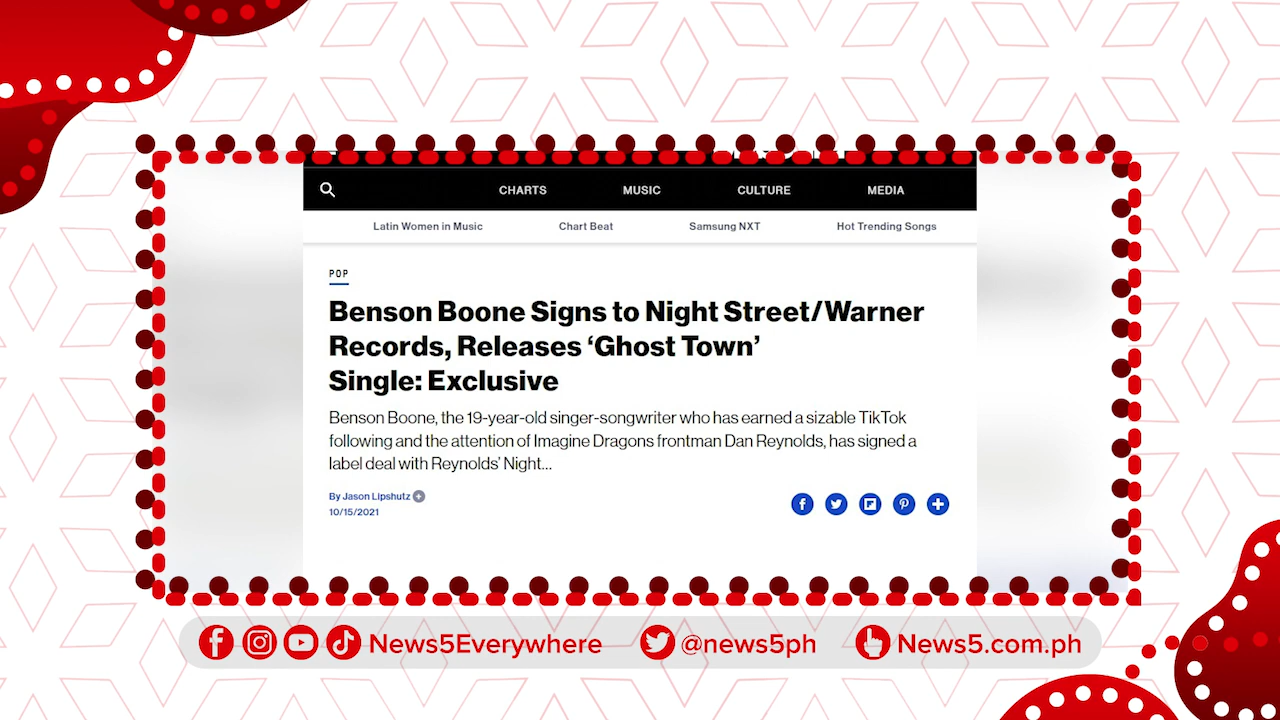 CHARTS MUSIC CULTURE MEDIA
Latin Women in Music Chart Beat Samsung NXT Hot Trending Songs
POP
Benson Boone Signs to Night Street/Warner
Records, Releases ‘Ghost Town’
Single: Exclusive
Benson Boone, the 19-year-old singer-songwriter who has earned a sizable TikTok
following and the attention of Imagine Dragons frontman Dan Reynolds, has signed a
label deal with Reynolds’ Night...
By Jason Lipshutz
10/15/2021
News5Everywhere @news5ph News5.com.ph